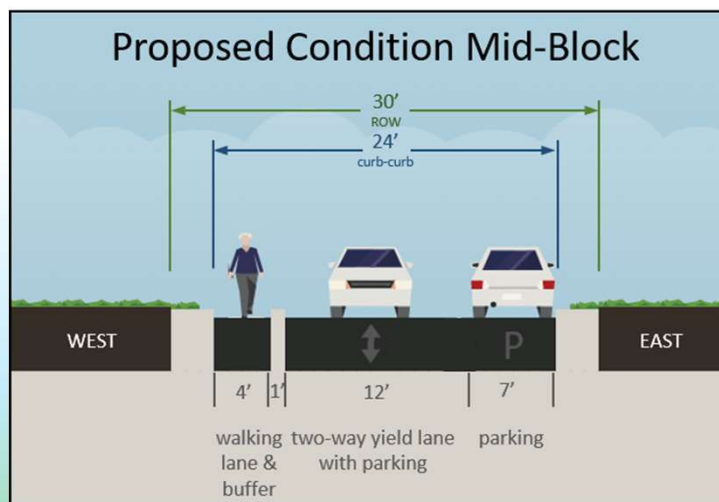 Proposed Condition Mid-Block
30’
ROW
24’
curb-curb
WEST
P
EAST
4’
1’
12’
7’
walking
lane &
buffer
two-way yield lane
with parking
parking